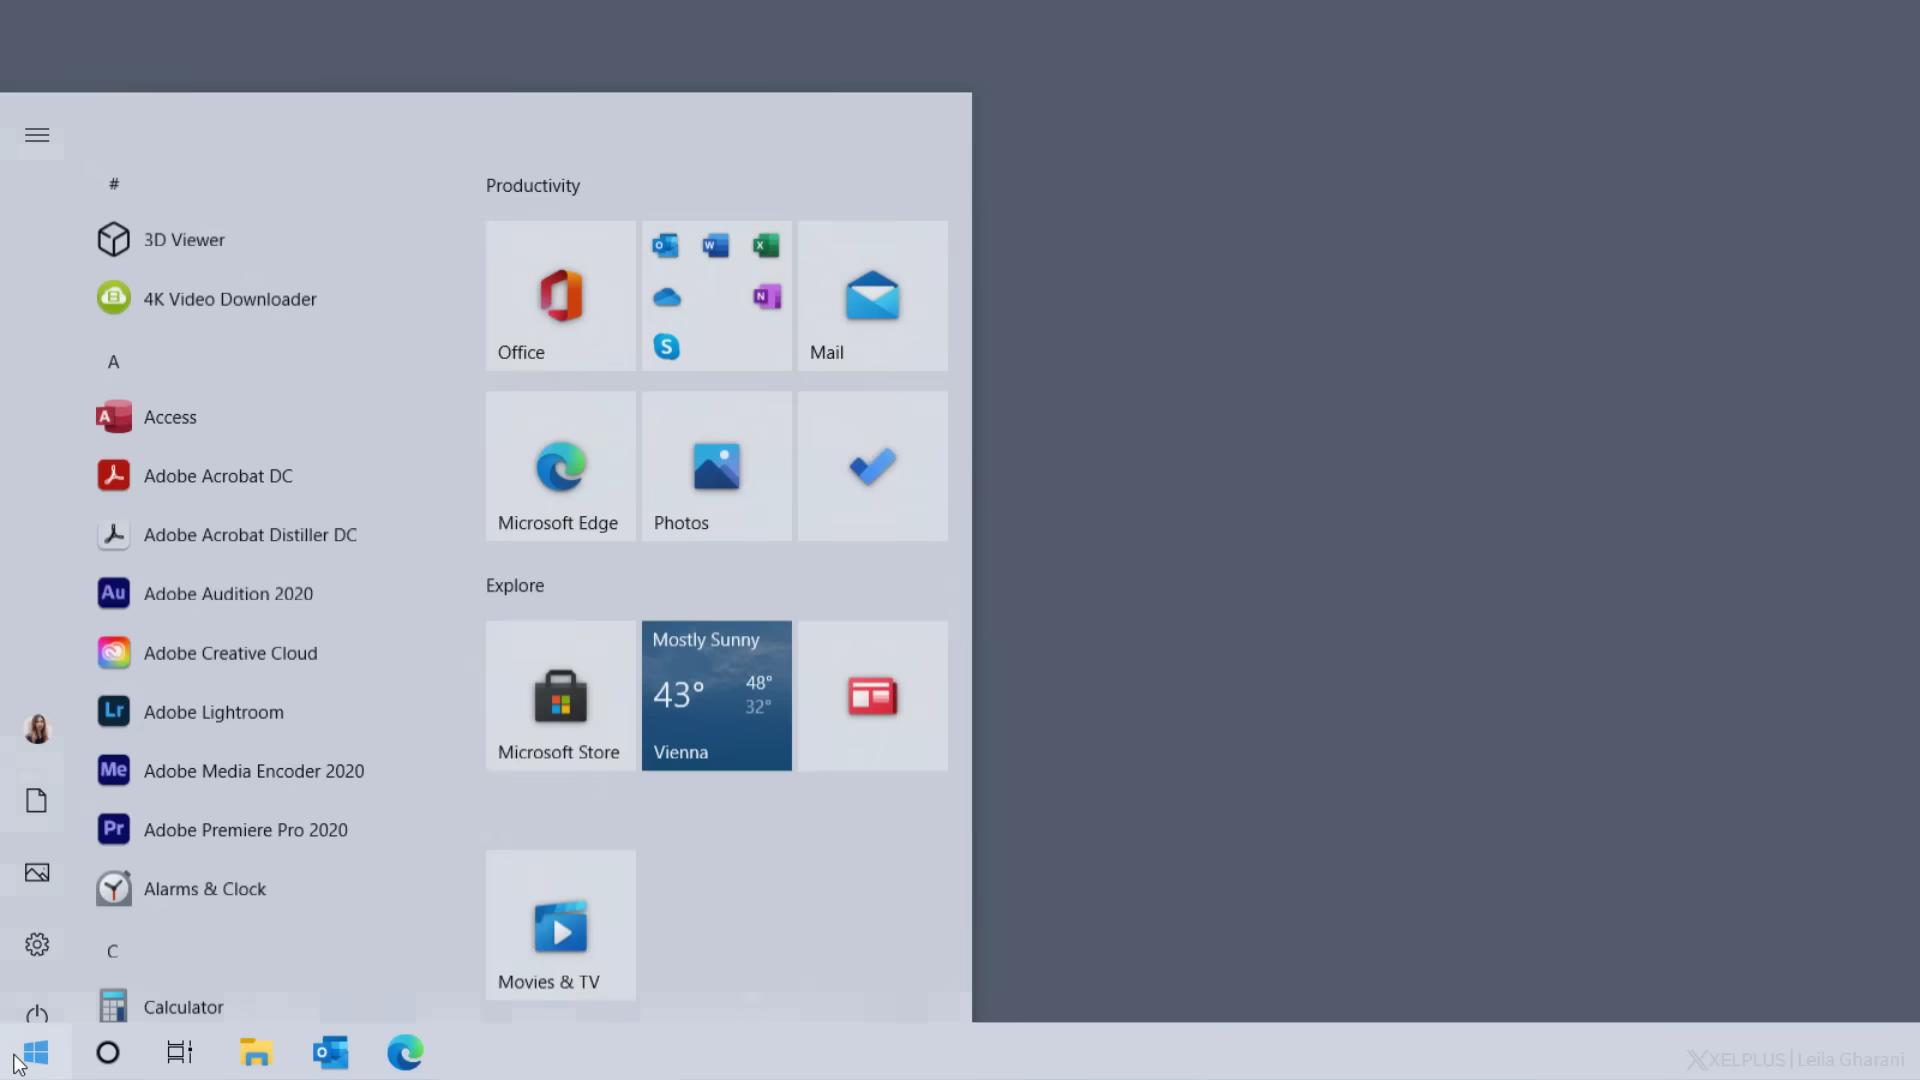 #
3D Viewer
4K Video Downloader
A
Access
Adobe Acrobat DC
Adobe Acrobat Distiller DC
Adobe Audition 2020
Adobe Creative Cloud
Adobe Lightroom
Adobe Media Encoder 2020
Adobe Premiere Pro 2020
Alarms & Clock
C
Calculator
Productivity
Office
Mail
Microsoft Edge
Photos
Explore
Microsoft Store
Mostly Sunny
43° 48°
32°
Vienna
Movies & TV
XELPLUS | Leila Gharani